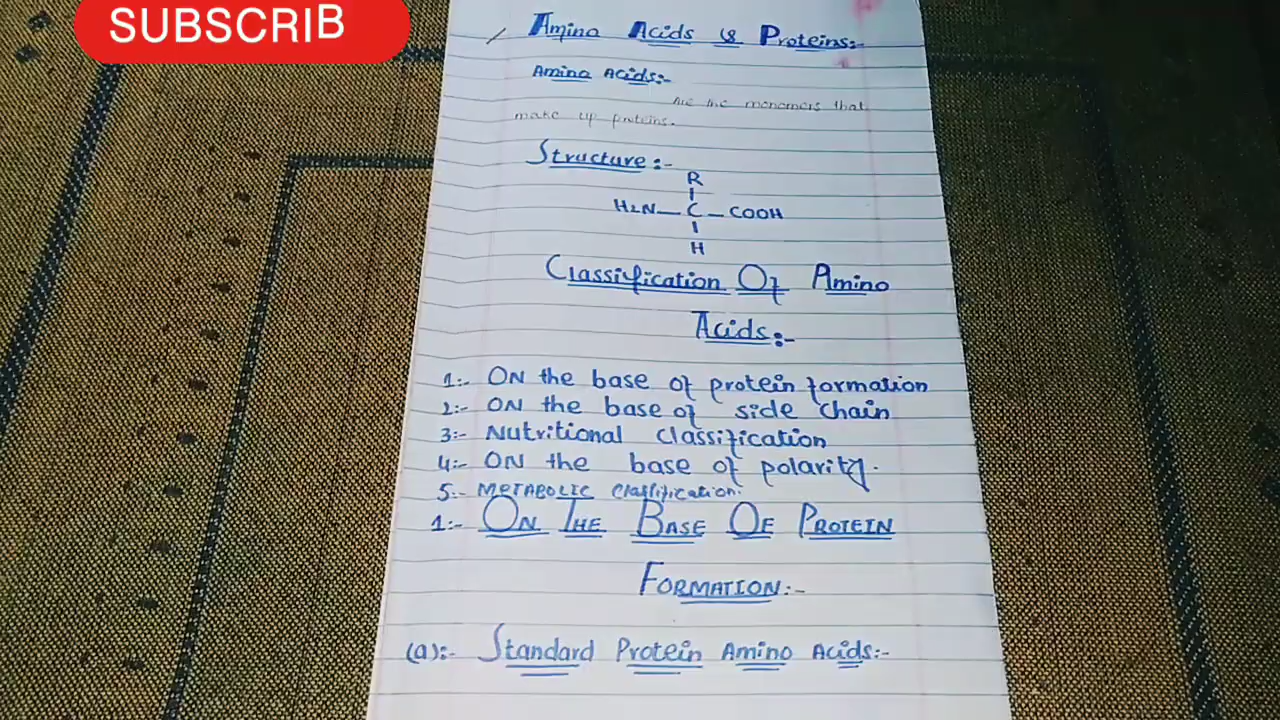 SUBSCRIB
Amino Acids & Proteins:-
Amino Acids:-
Are the monomers that
make up proteins.
Structure:-
R
H2N—C—COOH
H
Classification Of Amino
Acids:-
1:- ON the base of protein formation
2:- ON the base of side chain
3:- Nutritional classification
4:- ON the base of polarity.
5:- METABOLIC Classification.
1:- ON THE BASE OF PROTEIN
FORMATION:-
(a):- Standard Protein Amino Acids:-